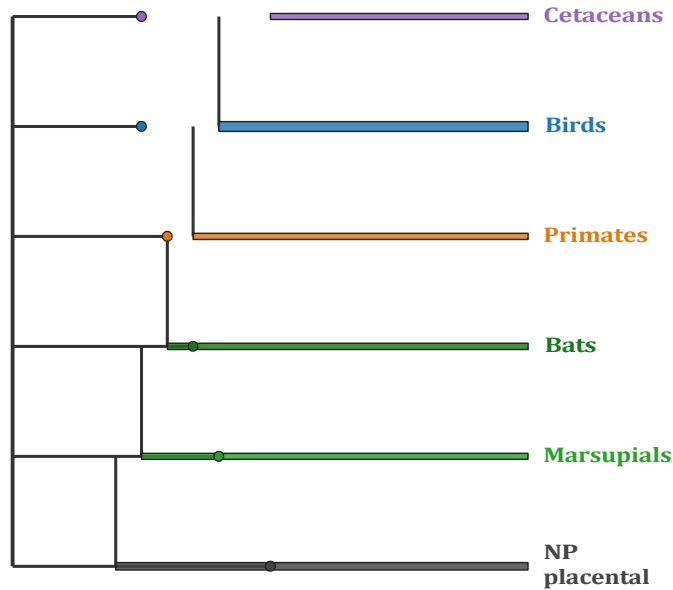 Cetaceans
Birds
Primates
Bats
Marsupials
NP
placental